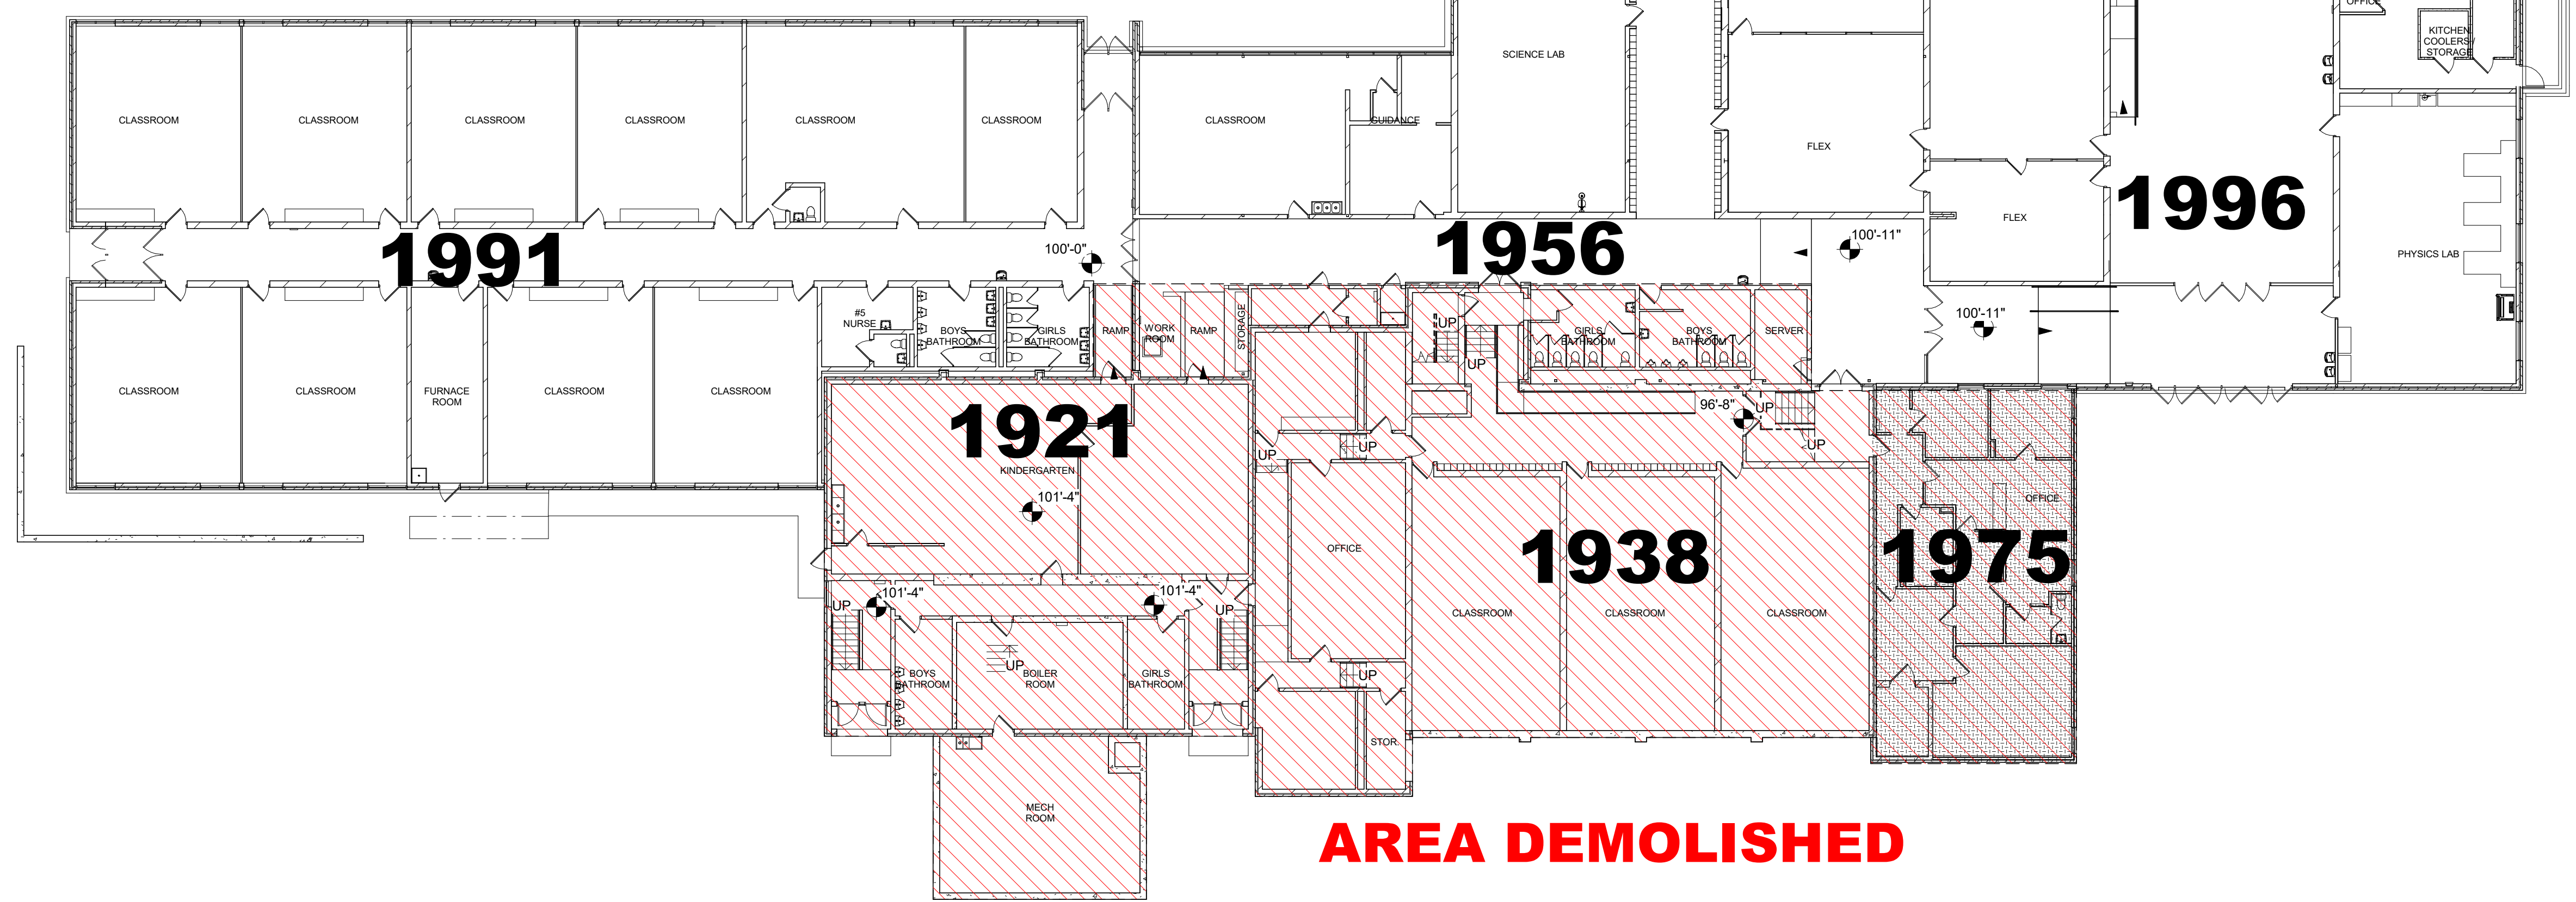 OFFICE
KITCHEN
COOLERS /
STORAGE
SCIENCE LAB
CLASSROOM
CLASSROOM
CLASSROOM
CLASSROOM
CLASSROOM
CLASSROOM
CLASSROOM
GUIDANCE
FLEX
1996
FLEX
1991
100'-0"
1956
100'-11"
PHYSICS LAB
#5
NURSE
BOYS
BATHROOM
GIRLS
BATHROOM
RAMP
WORK
ROOM
RAMP
STORAGE
UP
UP
GIRLS
BATHROOM
BOYS
BATHROOM
SERVER
100'-11"
CLASSROOM
CLASSROOM
FURNACE
ROOM
CLASSROOM
CLASSROOM
1921
KINDERGARTEN
101'-4"
UP
UP
96'-8"
UP
UP
OFFICE
OFFICE
1938
1975
UP
101'-4"
101'-4"
UP
CLASSROOM
CLASSROOM
CLASSROOM
BOYS
BATHROOM
UP
BOILER
ROOM
GIRLS
BATHROOM
UP
STOR.
MECH
ROOM
AREA DEMOLISHED